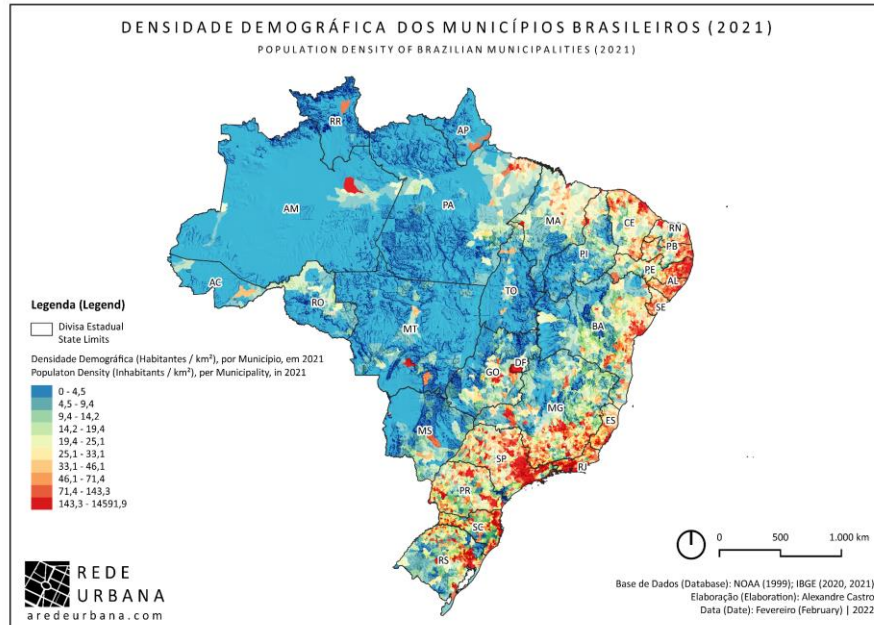 DENSIDADE DEMOGRÁFICA DOS MUNICÍPIOS BRASILEIROS (2021)
POPULATION DENSITY OF BRAZILIAN MUNICIPALITIES (2021)
RR
AP
AM
PA
MA
CE
RN
PB
PE
AL
SE
PI
AC
RO
TO
BA
MT
DF
GO
MG
ES
MS
SP
RJ
PR
SC
RS
Legenda (Legend)
Divisa Estadual
State Limits
Densidade Demográfica (Habitantes / km²), por Município, em 2021
Populaton Density (Inhabitants / km²), per Municipality, in 2021
0 - 4,5
4,5 - 9,4
9,4 - 14,2
14,2 - 19,4
19,4 - 25,1
25,1 - 33,1
33,1 - 46,1
46,1 - 71,4
71,4 - 143,3
143,3 - 14591,9
REDE
URBANA
aredeurbana.com
0 500 1.000 km
Base de Dados (Database): NOAA (1999); IBGE (2020, 2021)
Elaboração (Elaboration): Alexandre Castro
Data (Date): Fevereiro (February) | 2022